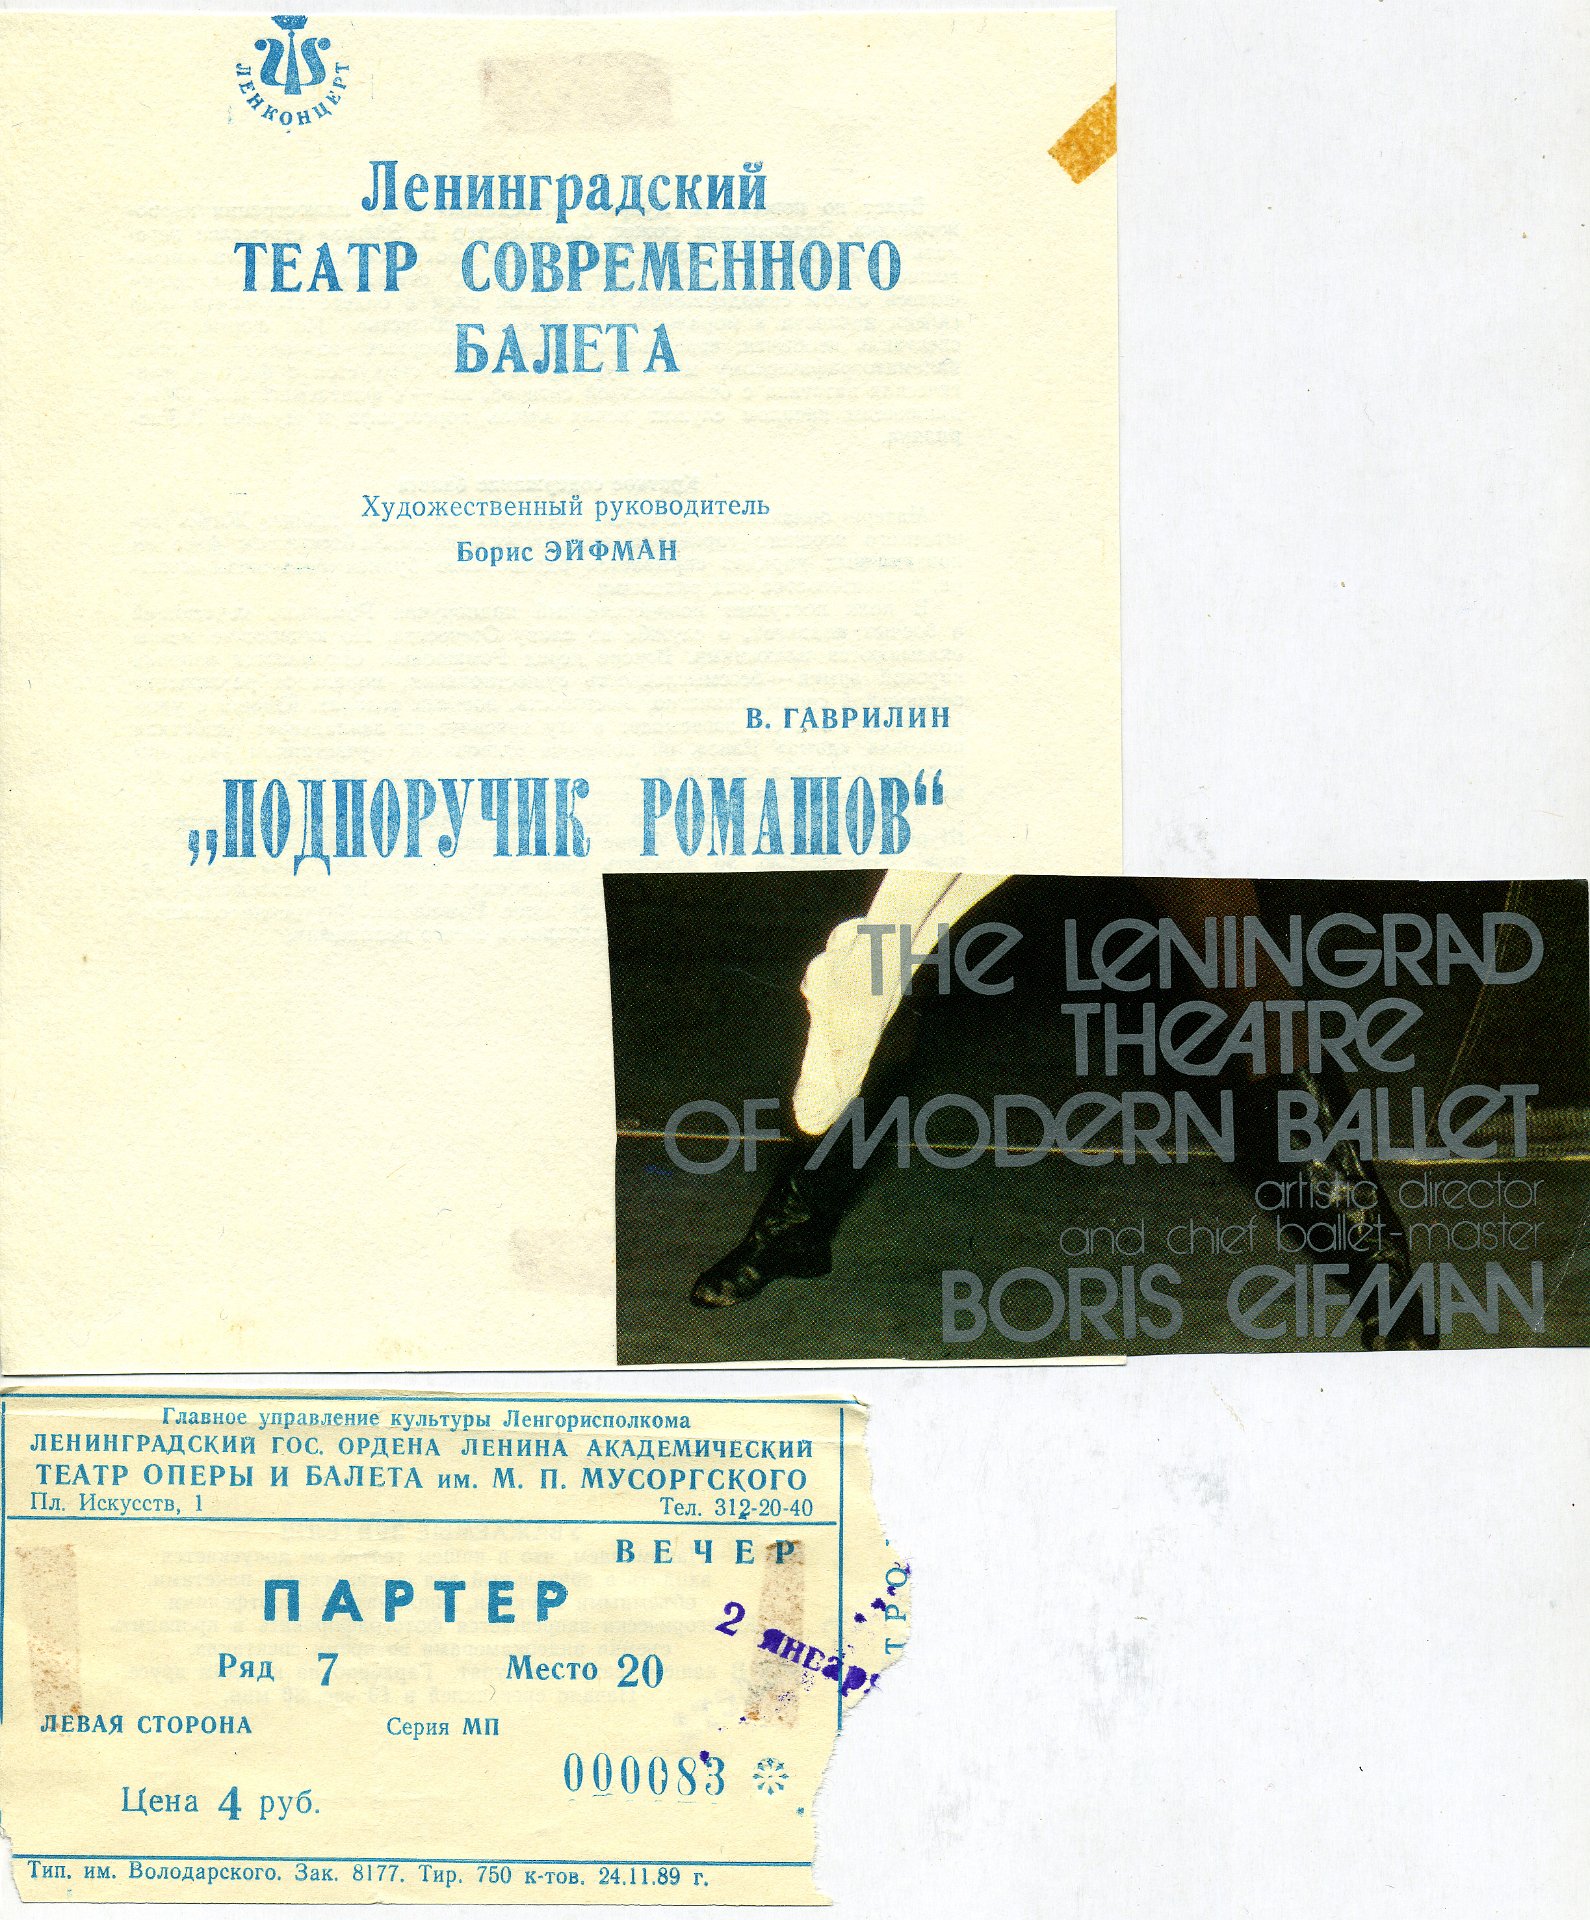 ЛЕНКОНЦЕРТ
Ленинградский
ТЕАТР СОВРЕМЕННОГО
БАЛЕТА
Художественный руководитель
Борис ЭЙФМАН
В. ГАВРИЛИН
„ПОДПОРУЧИК РОМАШОВ“
THE LENINGRAD
THEATRE
OF MODERN BALLET
artistic director
and chief ballet-master
BORIS EIFMAN
Главное управление культуры Ленгорисполкома
ЛЕНИНГРАДСКИЙ ГОС. ОРДЕНА ЛЕНИНА АКАДЕМИЧЕСКИЙ
ТЕАТР ОПЕРЫ И БАЛЕТА им. М. П. МУСОРГСКОГО
Пл. Искусств, 1 Тел. 312-20-40
ВЕЧЕР
ПАРТЕР
2 январ
Ряд 7 Место 20
ЛЕВАЯ СТОРОНА Серия МП
000083
Цена 4 руб.
Тип. им. Володарского. Зак. 8177. Тир. 750 к-тов. 24.11.89 г.
ТРО